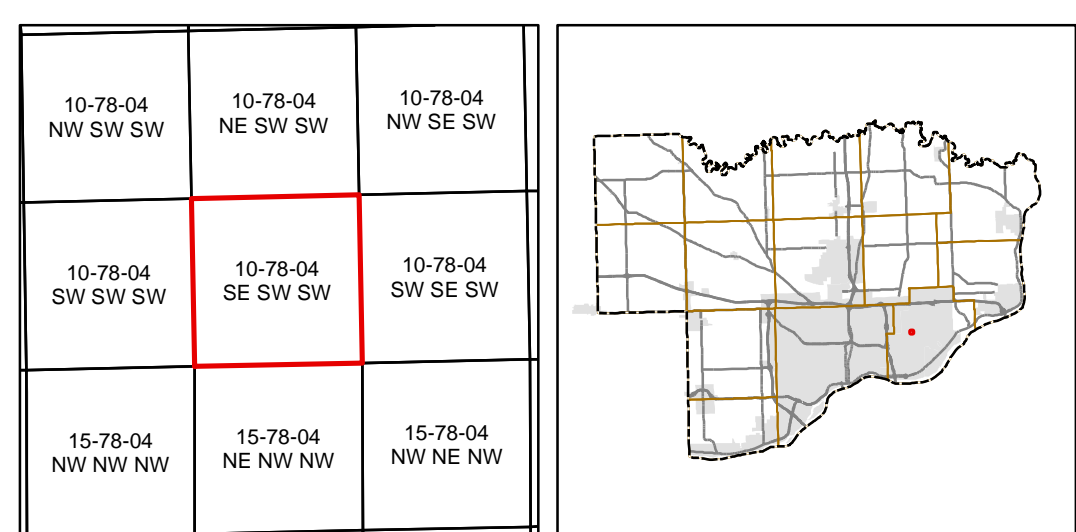 10-78-04
NW SW SW
10-78-04
NE SW SW
10-78-04
NW SE SW
10-78-04
SW SW SW
10-78-04
SE SW SW
10-78-04
SW SE SW
15-78-04
NW NW NW
15-78-04
NE NW NW
15-78-04
NW NE NW